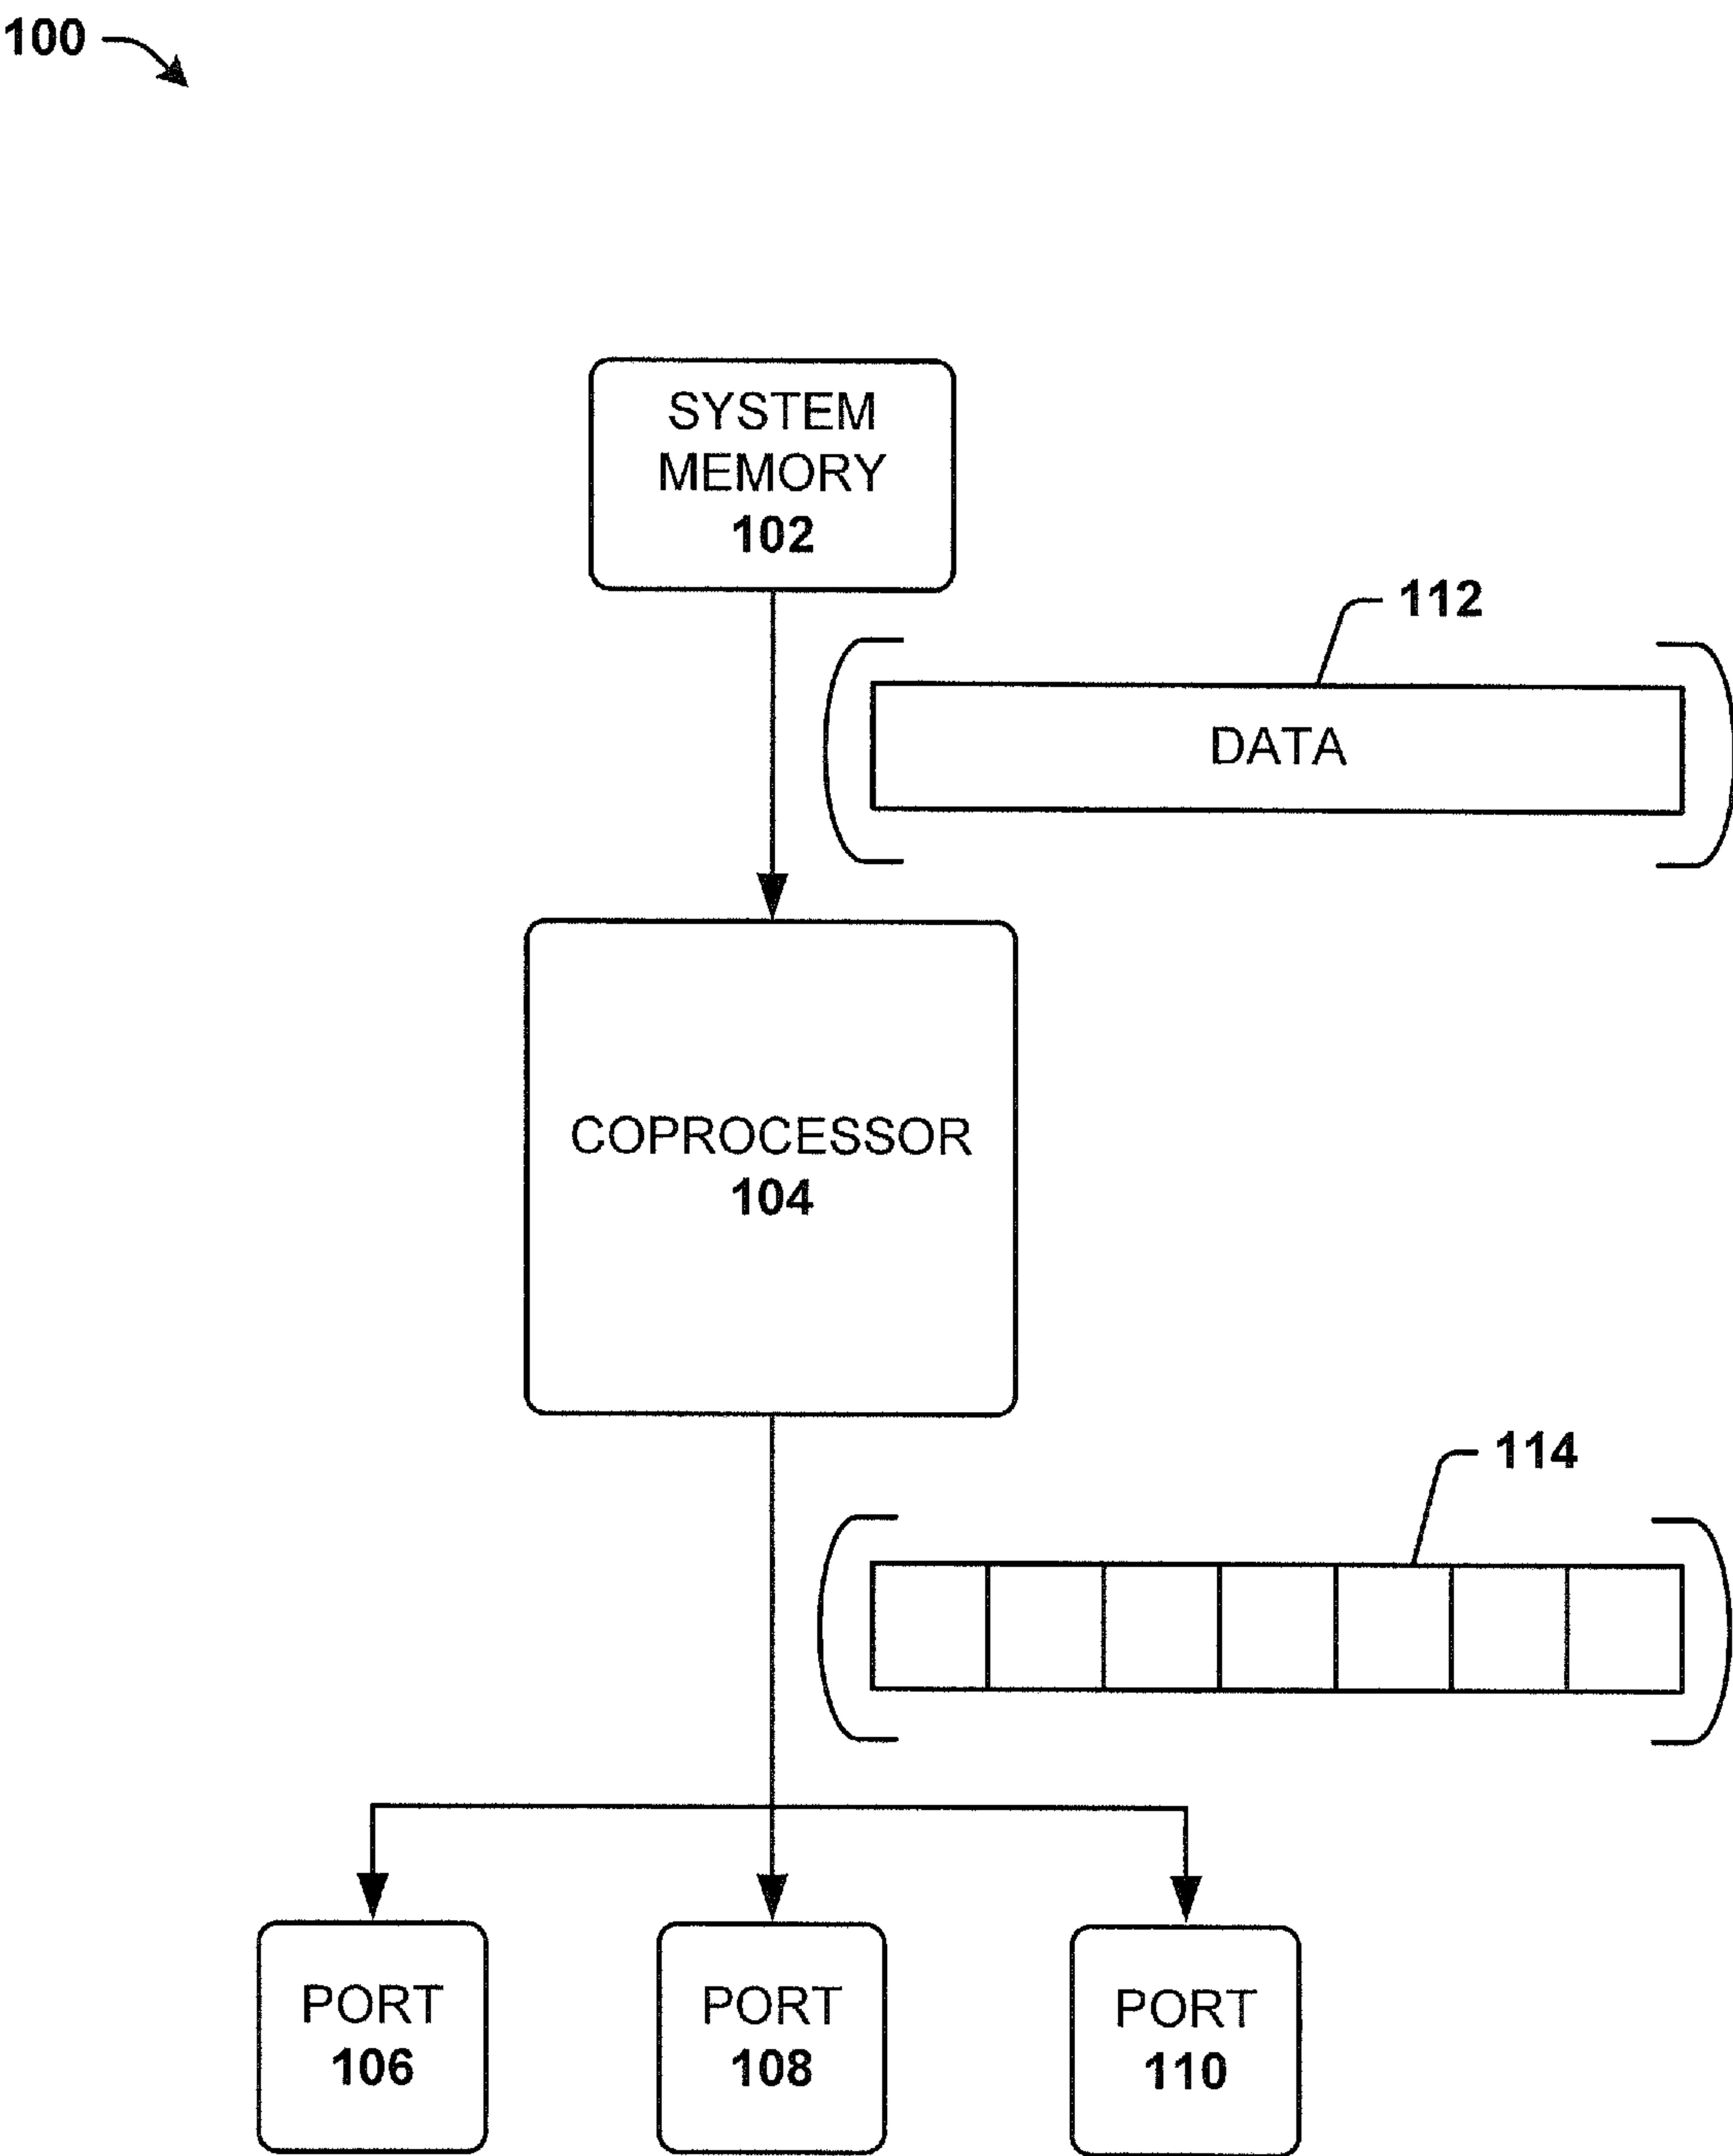 100
SYSTEM
MEMORY
102
112
DATA
COPROCESSOR
104
114
PORT
106
PORT
108
PORT
110